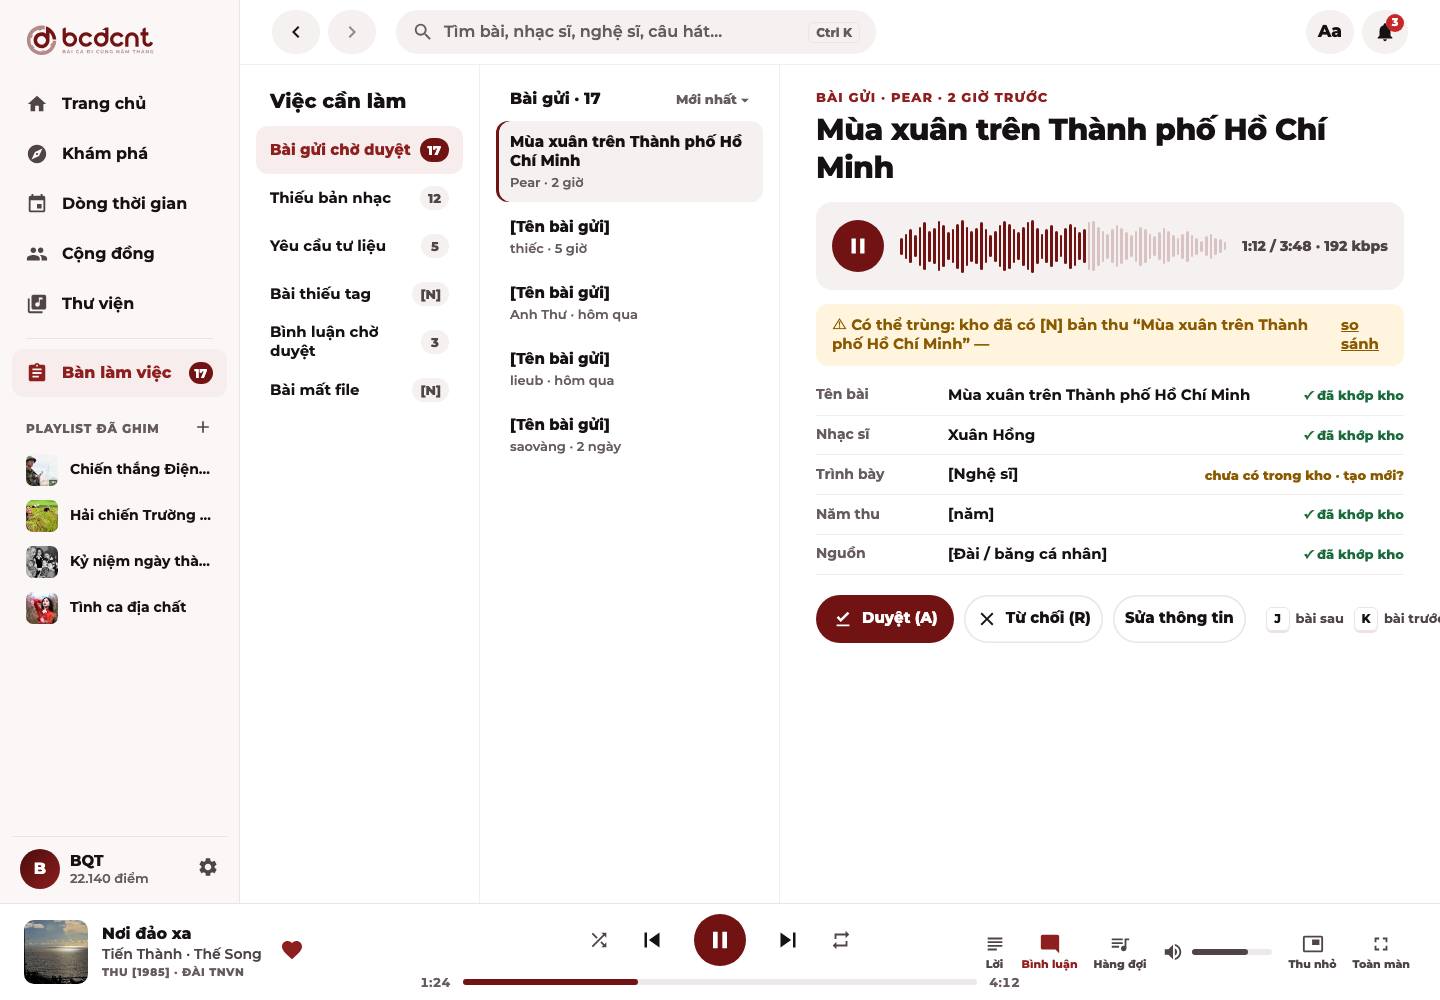 bcdcnt
BÀI CA ĐI CÙNG NĂM THÁNG
Trang chủ
Khám phá
Dòng thời gian
Cộng đồng
Thư viện
Bàn làm việc 17
PLAYLIST ĐÃ GHIM
Chiến thắng Điện...
Hải chiến Trường ...
Kỷ niệm ngày thà...
Tình ca địa chất
B
BQT
22.140 điểm
Tìm bài, nhạc sĩ, nghệ sĩ, câu hát...
Ctrl K
Aa
3
Việc cần làm
Bài gửi chờ duyệt 17
Thiếu bản nhạc 12
Yêu cầu tư liệu 5
Bài thiếu tag [N]
Bình luận chờ
duyệt
3
Bài mất file [N]
Bài gửi · 17
Mới nhất
Mùa xuân trên Thành phố Hồ
Chí Minh
Pear · 2 giờ
[Tên bài gửi]
thiếc · 5 giờ
[Tên bài gửi]
Anh Thư · hôm qua
[Tên bài gửi]
lieub · hôm qua
[Tên bài gửi]
saovàng · 2 ngày
BÀI GỬI · PEAR · 2 GIỜ TRƯỚC
Mùa xuân trên Thành phố Hồ Chí
Minh
1:12 / 3:48 · 192 kbps
⚠ Có thể trùng: kho đã có [N] bản thu “Mùa xuân trên Thành
phố Hồ Chí Minh” —
so
sánh
Tên bài Mùa xuân trên Thành phố Hồ Chí Minh ✓ đã khớp kho
Nhạc sĩ Xuân Hồng ✓ đã khớp kho
Trình bày [Nghệ sĩ] chưa có trong kho · tạo mới?
Năm thu [năm] ✓ đã khớp kho
Nguồn [Đài / băng cá nhân] ✓ đã khớp kho
Duyệt (A)
Từ chối (R)
Sửa thông tin
J bài sau K bài trướ
Nơi đảo xa
Tiến Thành · Thế Song
THU [1985] · ĐÀI TNVN
1:24
4:12
Lời
Bình luận
Hàng đợi
Thu nhỏ
Toàn màn